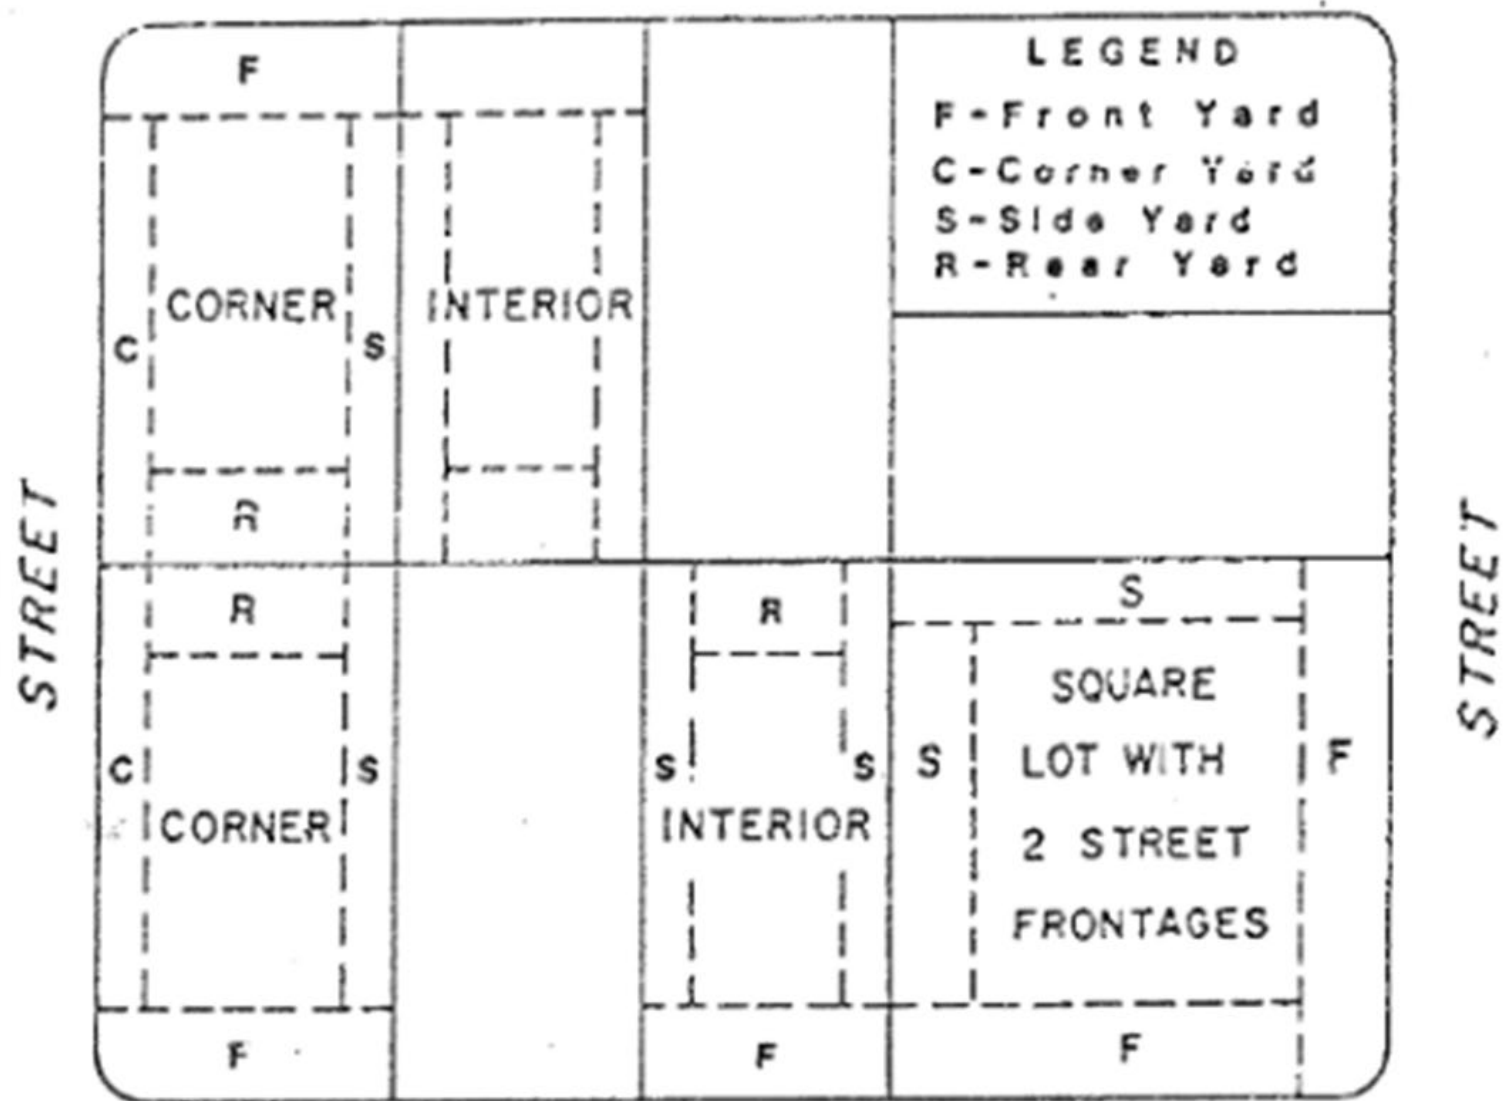 F
LEGEND
F-Front Yard
C-Corner Yard
S-Side Yard
R-Rear Yard
CORNER
INTERIOR
C
S
R
STREET
STREET
R
R
S
SQUARE
LOT WITH
2 STREET
FRONTAGES
C
S
CORNER
S
S
INTERIOR
S
F
F
F
F